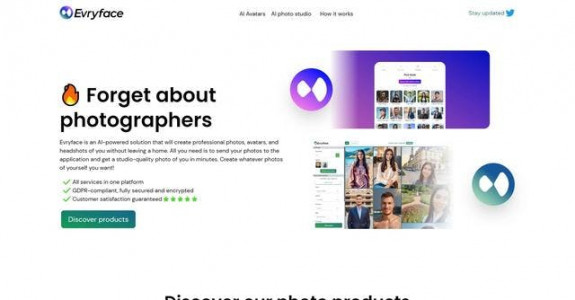 Evryface
AI Avatars AI photo studio How it works
Stay updated
Forget about
photographers
Evryface is an AI-powered solution that will create professional photos, avatars, and
headshots of you without leaving a home. All you need is to send your photos to the
application and get a studio-quality photo of you in minutes. Create whatever photos
of yourself you want!
All services in one platform
GDPR-compliant, fully secured and encrypted
Customer satisfaction guaranteed
Discover products
Discover our photo products